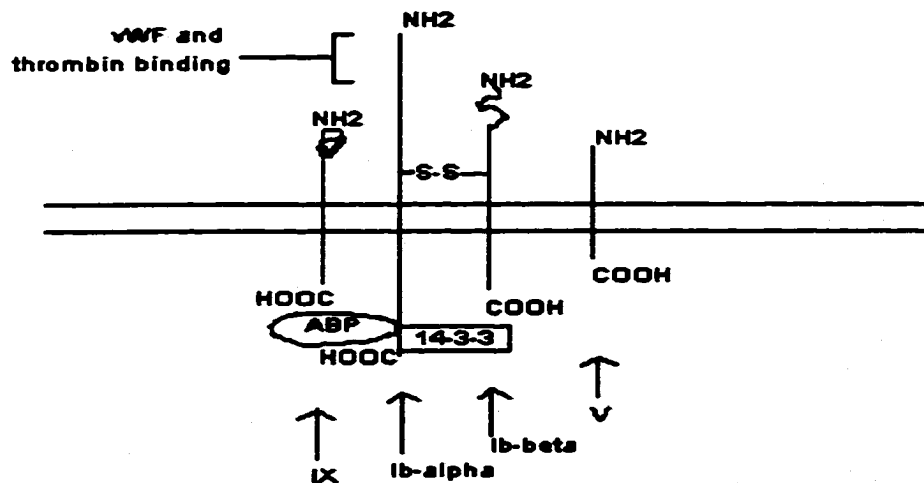 NH2
vWF and
thrombin binding
NH2
NH2
NH2
S-S
COOH
HOOC
COOH
ABP
14-3-3
HOOC
V
Ib-beta
Ib-alpha
IX